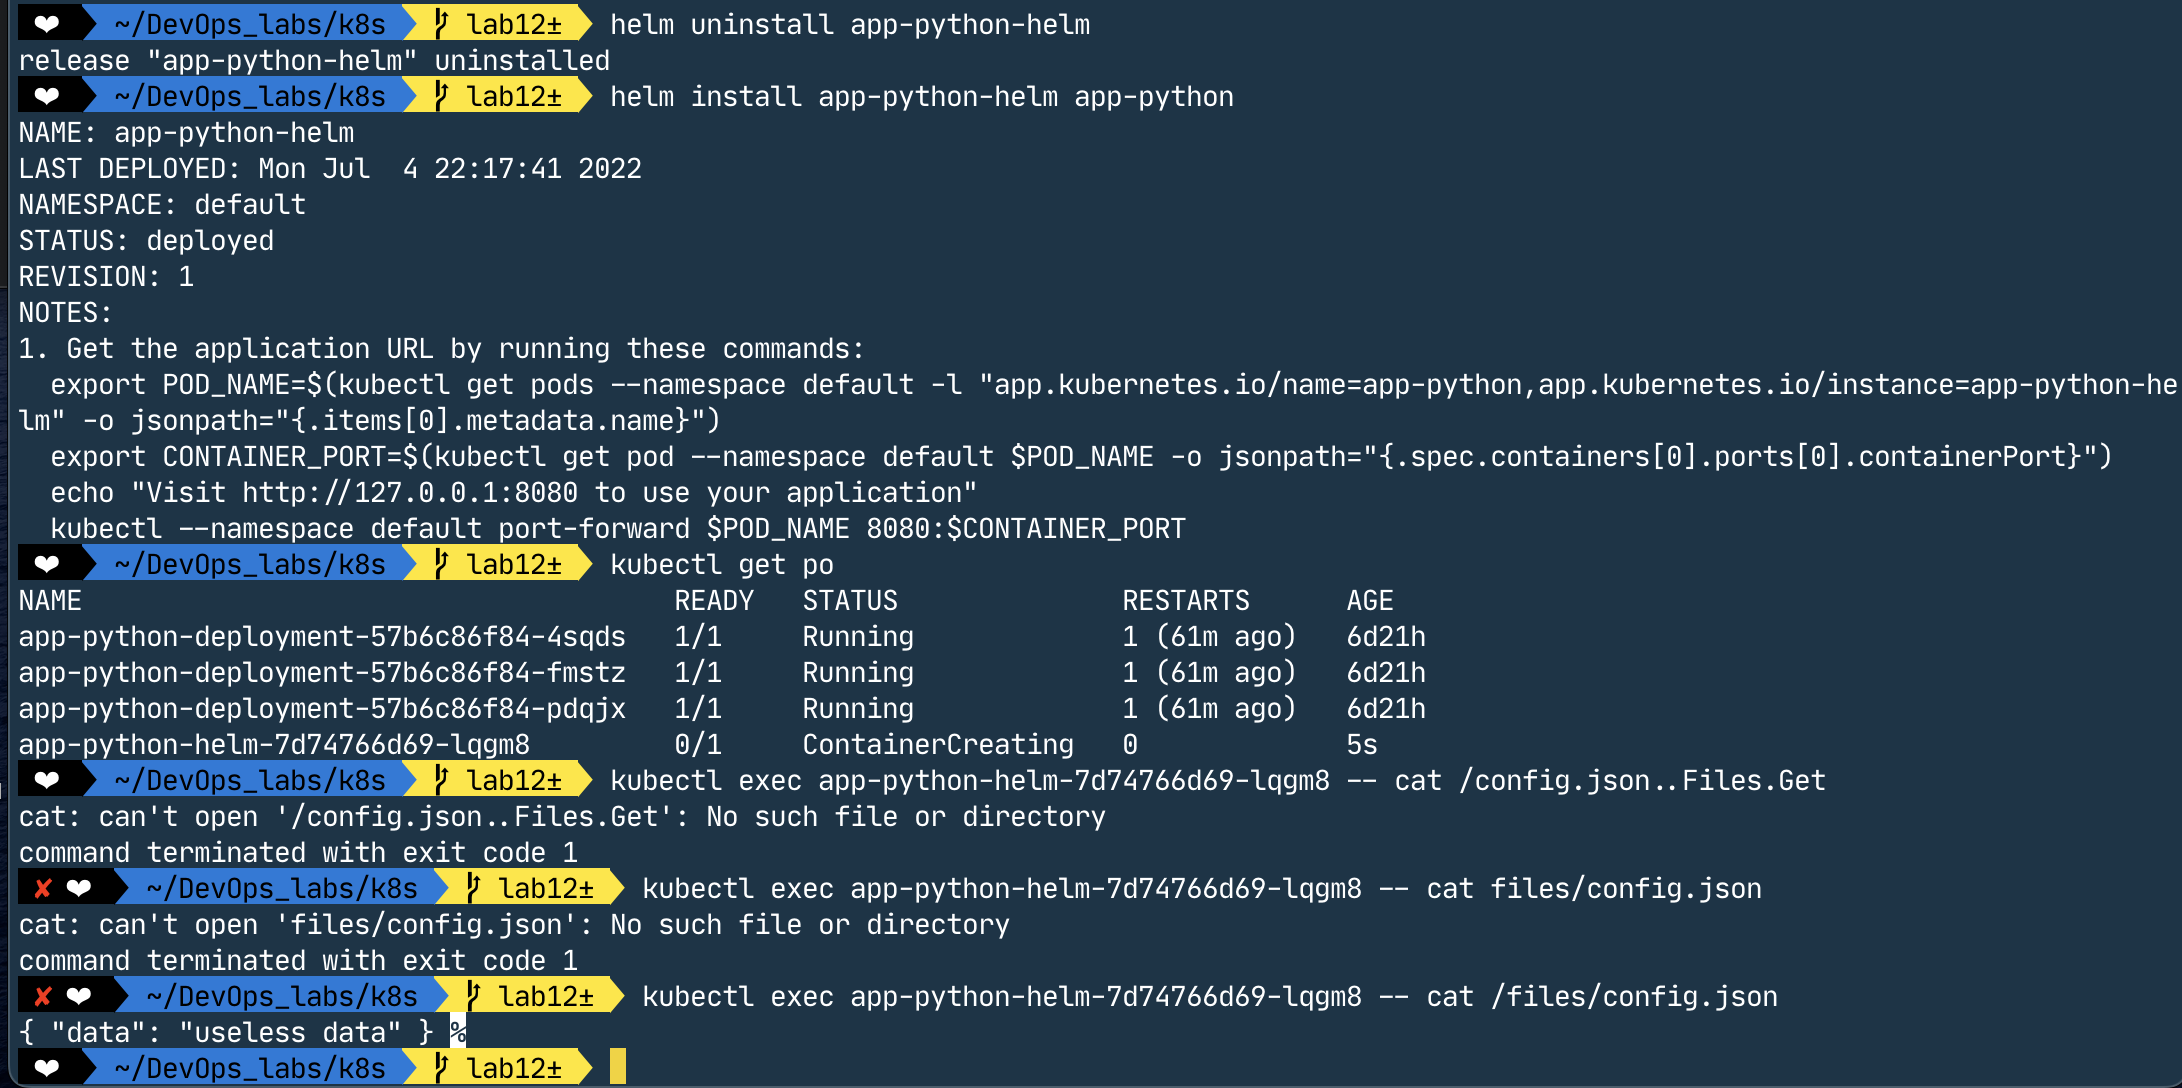 ❤ ~/DevOps_labs/k8s lab12± helm uninstall app-python-helm
release "app-python-helm" uninstalled
❤ ~/DevOps_labs/k8s lab12± helm install app-python-helm app-python
NAME: app-python-helm
LAST DEPLOYED: Mon Jul  4 22:17:41 2022
NAMESPACE: default
STATUS: deployed
REVISION: 1
NOTES:
1. Get the application URL by running these commands:
  export POD_NAME=$(kubectl get pods --namespace default -l "app.kubernetes.io/name=app-python,app.kubernetes.io/instance=app-python-he
lm" -o jsonpath="{.items[0].metadata.name}")
  export CONTAINER_PORT=$(kubectl get pod --namespace default $POD_NAME -o jsonpath="{.spec.containers[0].ports[0].containerPort}")
  echo "Visit http://127.0.0.1:8080 to use your application"
  kubectl --namespace default port-forward $POD_NAME 8080:$CONTAINER_PORT
❤ ~/DevOps_labs/k8s lab12± kubectl get po
NAME                                     READY   STATUS              RESTARTS      AGE
app-python-deployment-57b6c86f84-4sqds   1/1     Running             1 (61m ago)   6d21h
app-python-deployment-57b6c86f84-fmstz   1/1     Running             1 (61m ago)   6d21h
app-python-deployment-57b6c86f84-pdqjx   1/1     Running             1 (61m ago)   6d21h
app-python-helm-7d74766d69-lqgm8         0/1     ContainerCreating   0             5s
❤ ~/DevOps_labs/k8s lab12± kubectl exec app-python-helm-7d74766d69-lqgm8 -- cat /config.json..Files.Get
cat: can't open '/config.json..Files.Get': No such file or directory
command terminated with exit code 1
✘ ❤ ~/DevOps_labs/k8s lab12± kubectl exec app-python-helm-7d74766d69-lqgm8 -- cat files/config.json
cat: can't open 'files/config.json': No such file or directory
command terminated with exit code 1
✘ ❤ ~/DevOps_labs/k8s lab12± kubectl exec app-python-helm-7d74766d69-lqgm8 -- cat /files/config.json
{ "data": "useless data" } %
❤ ~/DevOps_labs/k8s lab12±